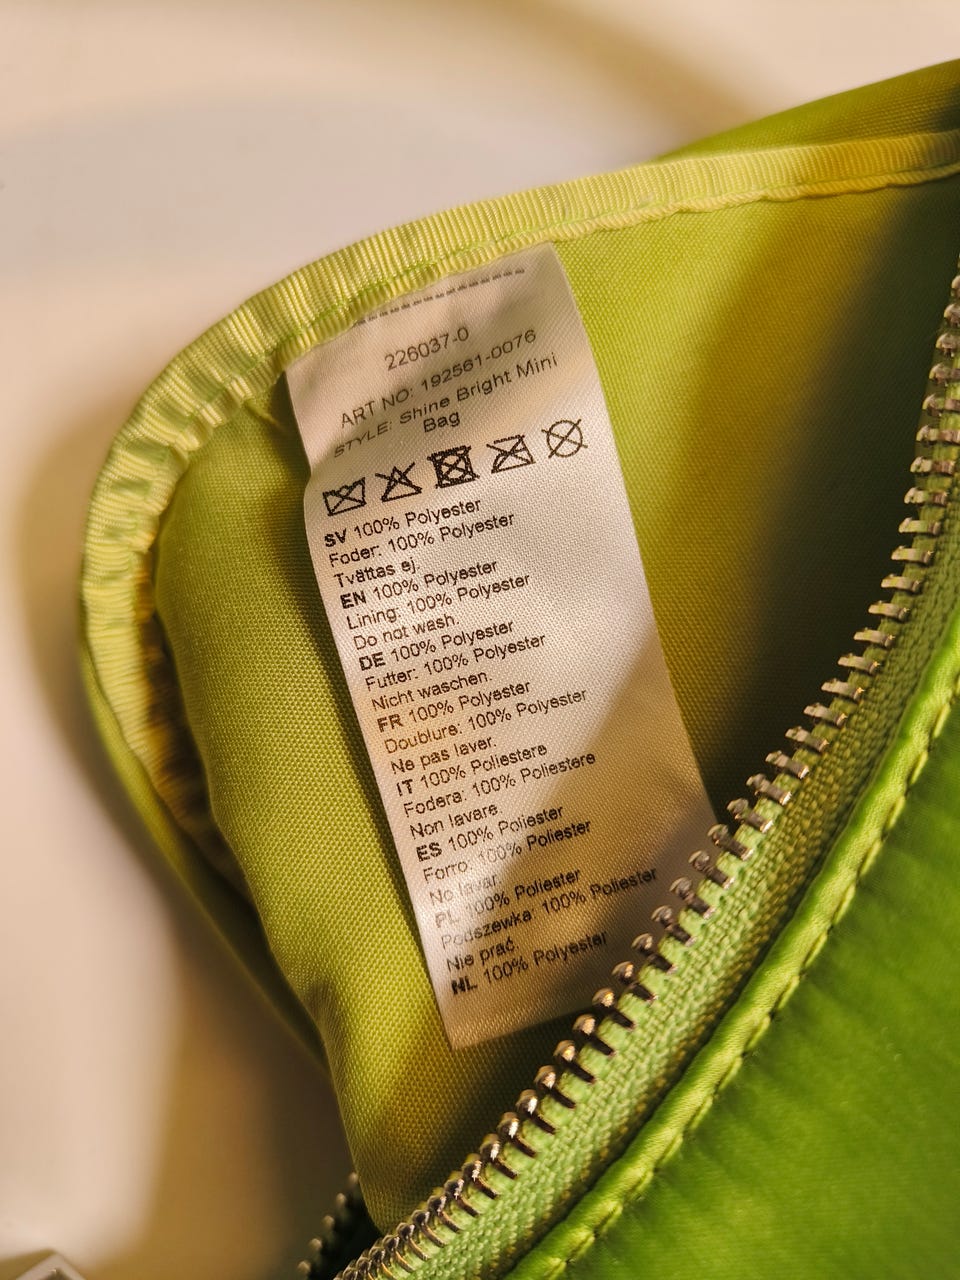 226037-0
ART NO: 192561-0076
STYLE: Shine Bright Mini
Bag
SV 100% Polyester
Foder: 100% Polyester
Tvättas ej.
EN 100% Polyester
Lining: 100% Polyester
Do not wash.
DE 100% Polyester
Futter: 100% Polyester
Nicht waschen.
FR 100% Polyester
Doublure: 100% Polyester
Ne pas laver.
IT 100% Poliestere
Fodera: 100% Poliestere
Non lavare.
ES 100% Poliester
Forro: 100% Poliester
No lavar.
PL 100% Poliester
Podszewka: 100% Poliester
Nie prać.
NL 100% Polyester